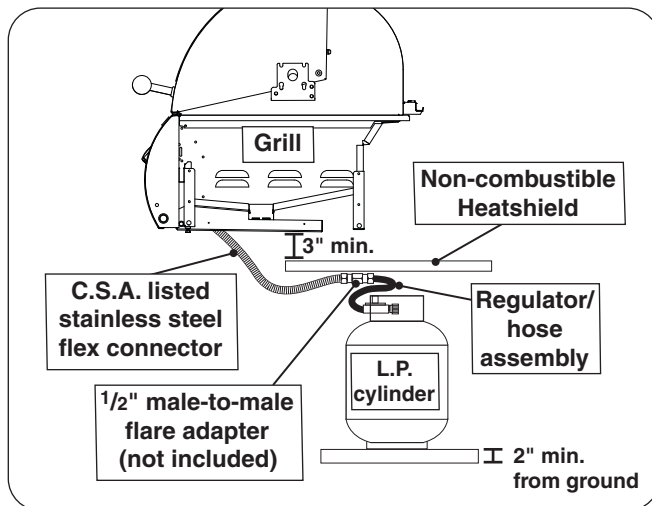 Grill
Non-combustible
Heatshield
3" min.
C.S.A. listed
stainless steel
flex connector
Regulator/
hose
assembly
L.P.
cylinder
1/2" male-to-male
flare adapter
(not included)
2" min.
from ground